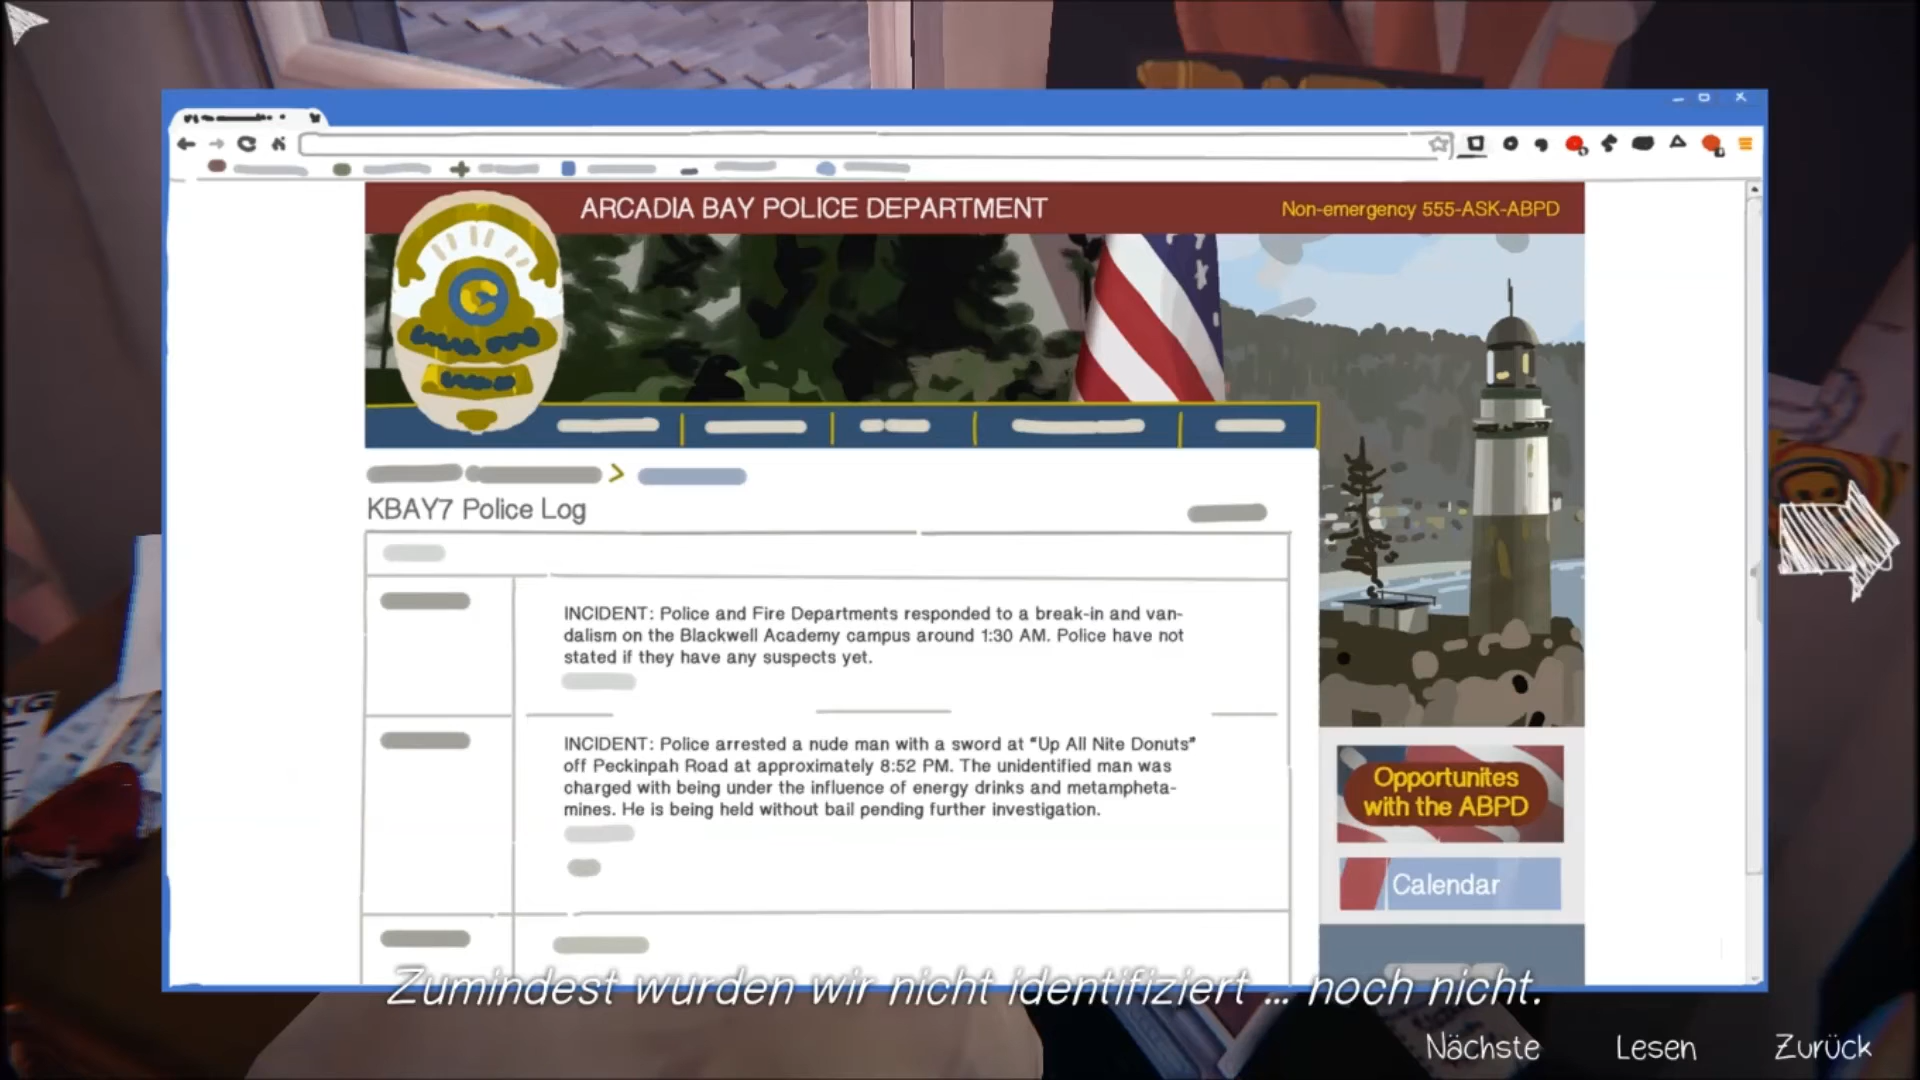 ARCADIA BAY POLICE DEPARTMENT
Non-emergency 555-ASK-ABPD
KBAY7 Police Log
INCIDENT: Police and Fire Departments responded to a break-in and van-
dalism on the Blackwell Academy campus around 1:30 AM. Police have not
stated if they have any suspects yet.
INCIDENT: Police arrested a nude man with a sword at "Up All Nite Donuts"
off Peckinpah Road at approximately 8:52 PM. The unidentified man was
charged with being under the influence of energy drinks and metampheta-
mines. He is being held without bail pending further investigation.
Opportunites
with the ABPD
Calendar
Zumindest wurden wir nicht identifiziert ... noch nicht.
Nächste
Lesen
Zurück